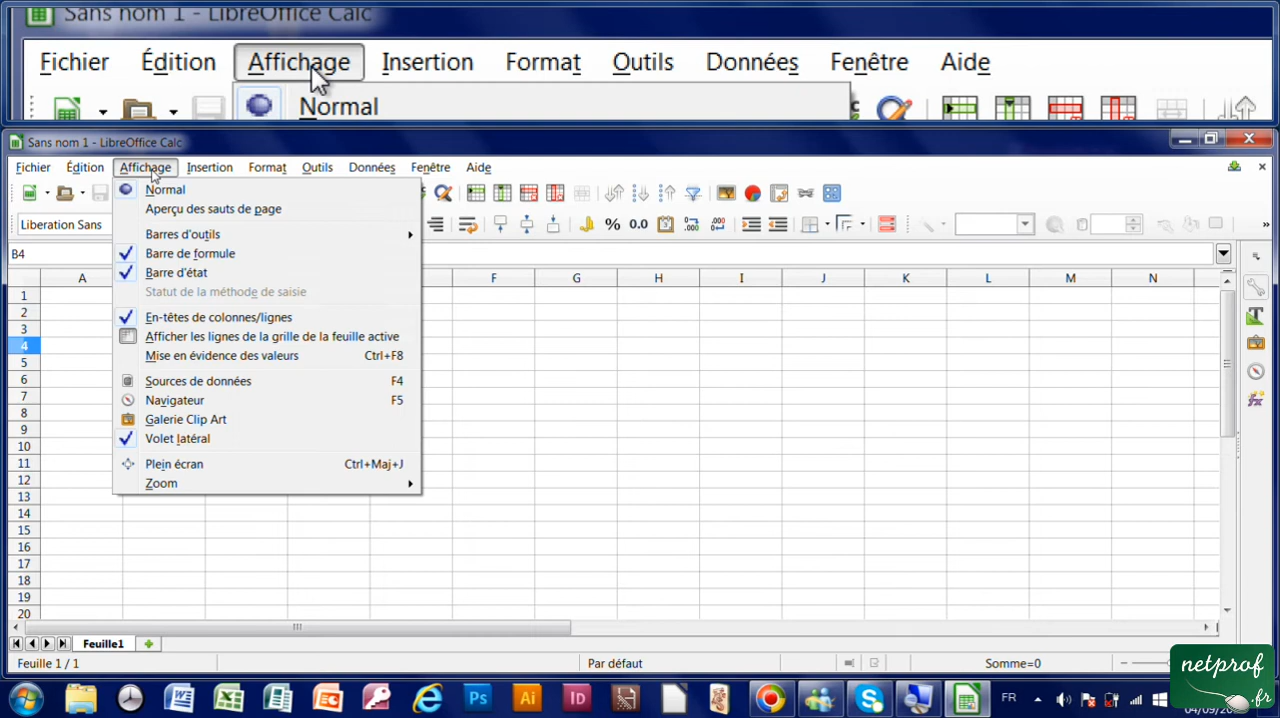 Sans nom 1 - LibreOffice Calc
Fichier Édition Affichage Insertion Format Outils Données Fenêtre Aide
Normal
Sans nom 1 - LibreOffice Calc
Fichier Édition Affichage Insertion Format Outils Données Fenêtre Aide
Normal
Aperçu des sauts de page
Liberation Sans
% 0.0 »
Barres d'outils
B4
Barre de formule
Barre d'état
A F G H I J K L M N
Statut de la méthode de saisie
1
2
En-têtes de colonnes/lignes
3
Afficher les lignes de la grille de la feuille active
4
Mise en évidence des valeurs Ctrl+F8
5
6
Sources de données F4
7
Navigateur F5
8
Galerie Clip Art
9
Volet latéral
10
11
Plein écran Ctrl+Maj+J
12
Zoom
13
14
15
16
17
18
19
20
Feuille1
Feuille 1 / 1 Par défaut Somme=0
netprof.fr
W X Ps Ai ID S FR